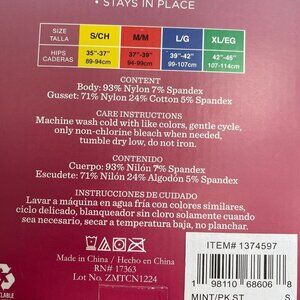 • STAYS IN PLACE
SIZE TALLA S/CH M/M L/G XL/EG
HIPS CADERAS 35"-37" 89-94cm 37"-39" 94-99cm 39"-42" 99-107cm 42"-45" 107-114cm
CONTENT
Body: 93% Nylon 7% Spandex
Gusset: 71% Nylon 24% Cotton 5% Spandex
CARE INSTRUCTIONS
Machine wash cold with like colors, gentle cycle,
only non-chlorine bleach when needed,
tumble dry low, do not iron.
CONTENIDO
Cuerpo: 93% Nilón 7% Spandex
Escudete: 71% Nilón 24% Algodón 5% Spandex
INSTRUCCIONES DE CUIDADO
Lavar a máquina en agua fría con colores similares,
ciclo delicado, blanqueador sin cloro solamente cuando
sea necesario, secar a temperatura baja, no planchar.
Made in China / Hecho en China
RN# 17363
Lot No. ZMTCN1224
ITEM# 1374597
1 98110 68606 8
MINT/PK ST S